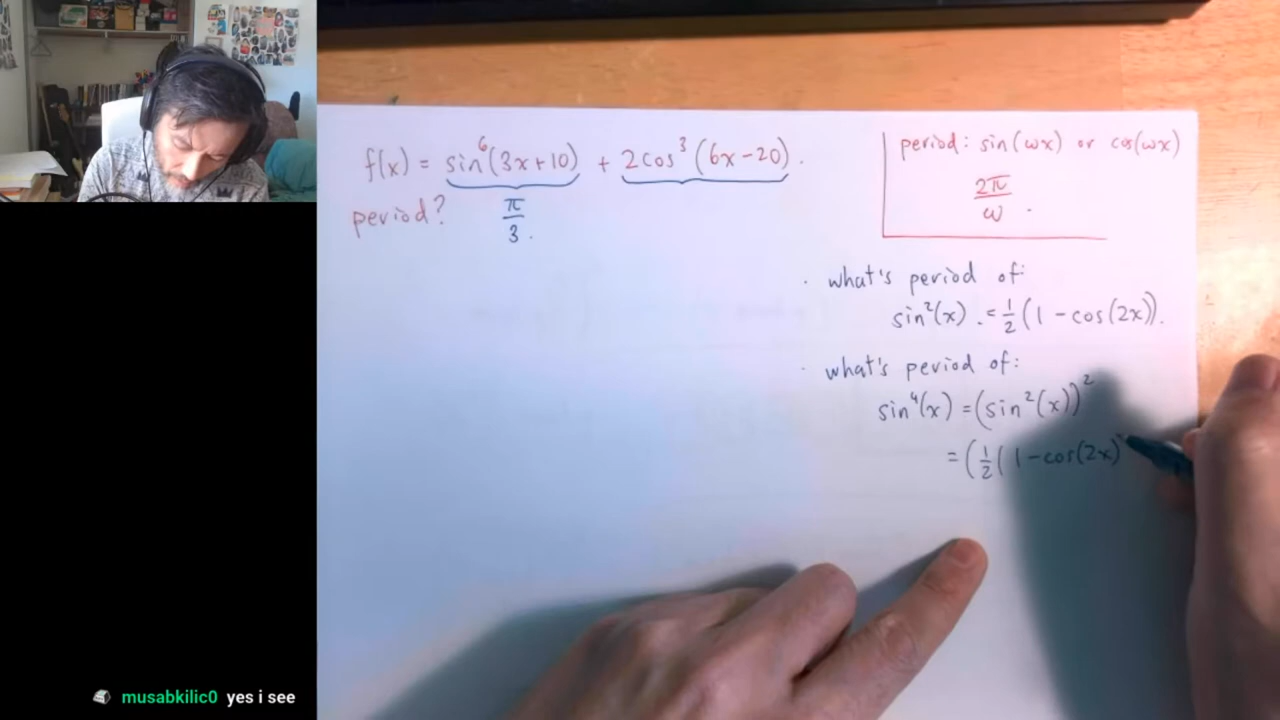 f(x) = sin⁶(3x+10) + 2cos³(6x-20).
period?
π/3.
period: sin(ωx) or cos(ωx)
2π/ω.
· what's period of:
sin²(x). = 1/2(1 - cos(2x)).
· what's period of:
sin⁴(x) = (sin²(x))²
= (1/2(1-cos(2x)
musabkilic0 yes i see